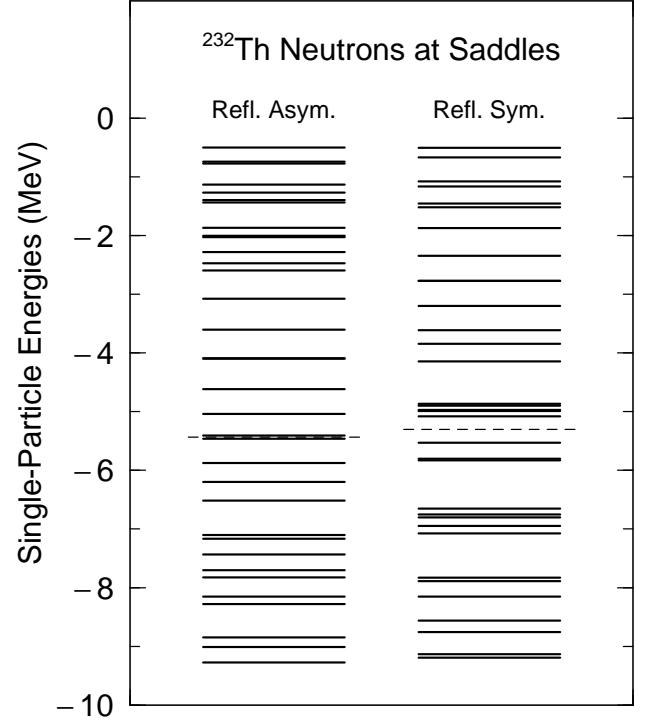 ²³²Th Neutrons at Saddles
Refl. Asym.
Refl. Sym.
Single-Particle Energies (MeV)
0
−2
−4
−6
−8
−10